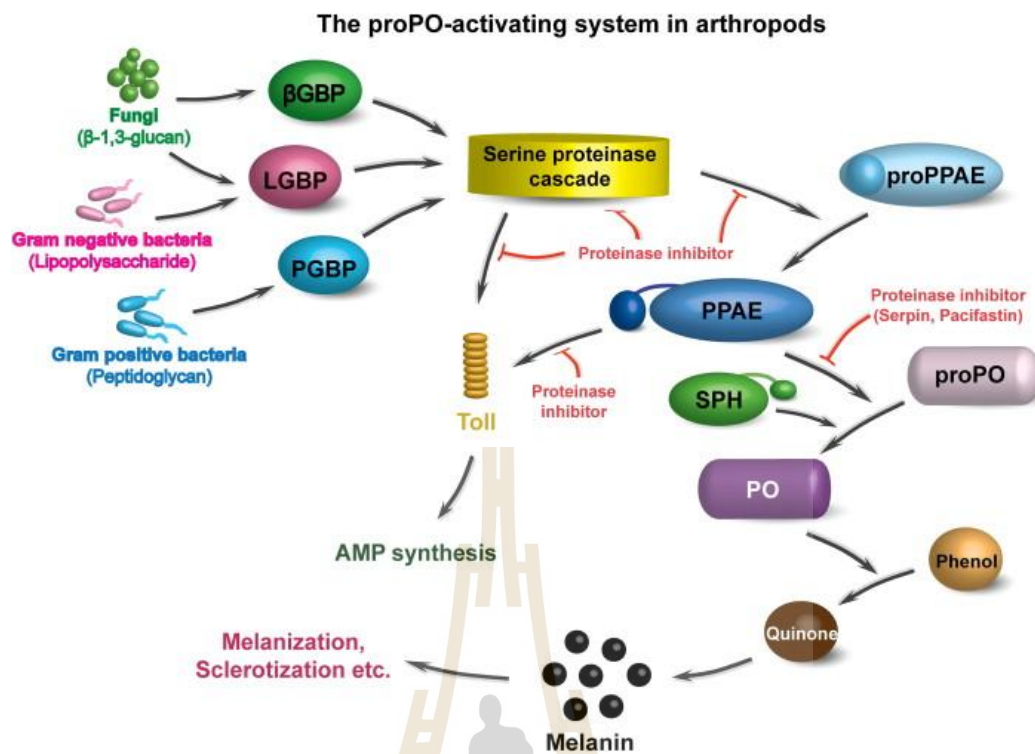 The proPO-activating system in arthropods
Fungi
(β-1,3-glucan)
βGBP
LGBP
Gram negative bacteria
(Lipopolysaccharide)
PGBP
Gram positive bacteria
(Peptidoglycan)
Serine proteinase
cascade
proPPAE
Proteinase inhibitor
PPAE
Proteinase inhibitor
(Serpin, Pacifastin)
proPO
Proteinase
inhibitor
SPH
Toll
PO
AMP synthesis
Phenol
Quinone
Melanization,
Sclerotization etc.
Melanin